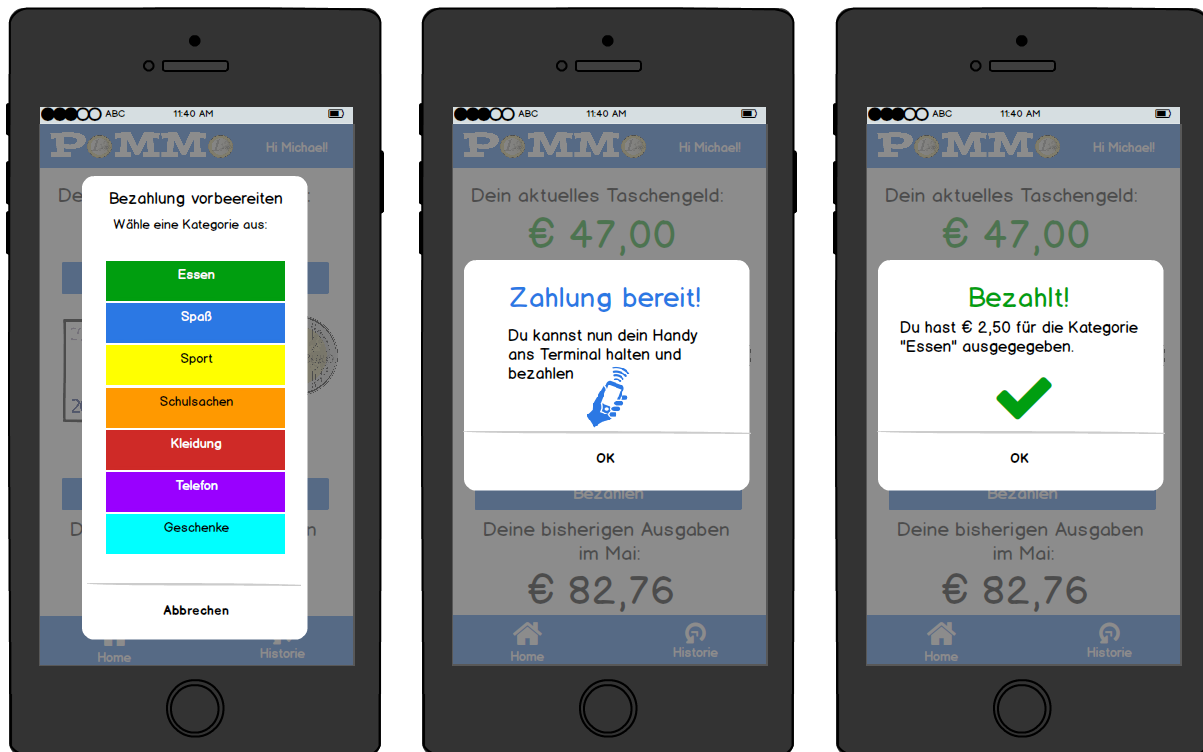 ABC 11:40 AM
POMMO Hi Michael!
De :
Bezahlung vorbeereiten
Wähle eine Kategorie aus:
Essen
Spaß
Sport
Schulsachen
Kleidung
Telefon
Geschenke
D n
Abbrechen
Home Historie
ABC 11:40 AM
POMMO Hi Michael!
Dein aktuelles Taschengeld:
€ 47,00
Zahlung bereit!
Du kannst nun dein Handy
ans Terminal halten und
bezahlen
OK
Bezahlen
Deine bisherigen Ausgaben
im Mai:
€ 82,76
Home Historie
ABC 11:40 AM
POMMO Hi Michael!
Dein aktuelles Taschengeld:
€ 47,00
Bezahlt!
Du hast € 2,50 für die Kategorie
"Essen" ausgegegeben.
OK
Bezahlen
Deine bisherigen Ausgaben
im Mai:
€ 82,76
Home Historie